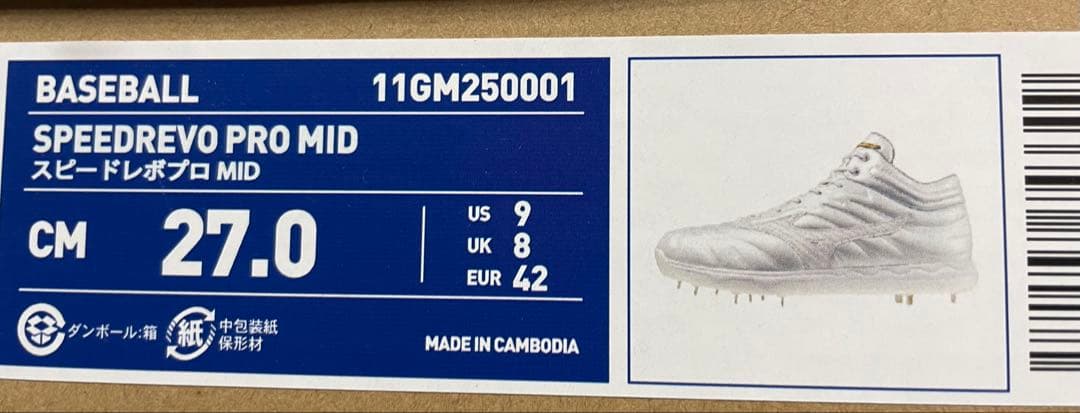 BASEBALL 11GM250001
SPEEDREVO PRO MID
スピードレボプロ MID
CM 27.0
US 9
UK 8
EUR 42
ダンボール:箱
紙 中包装紙
保形材
MADE IN CAMBODIA